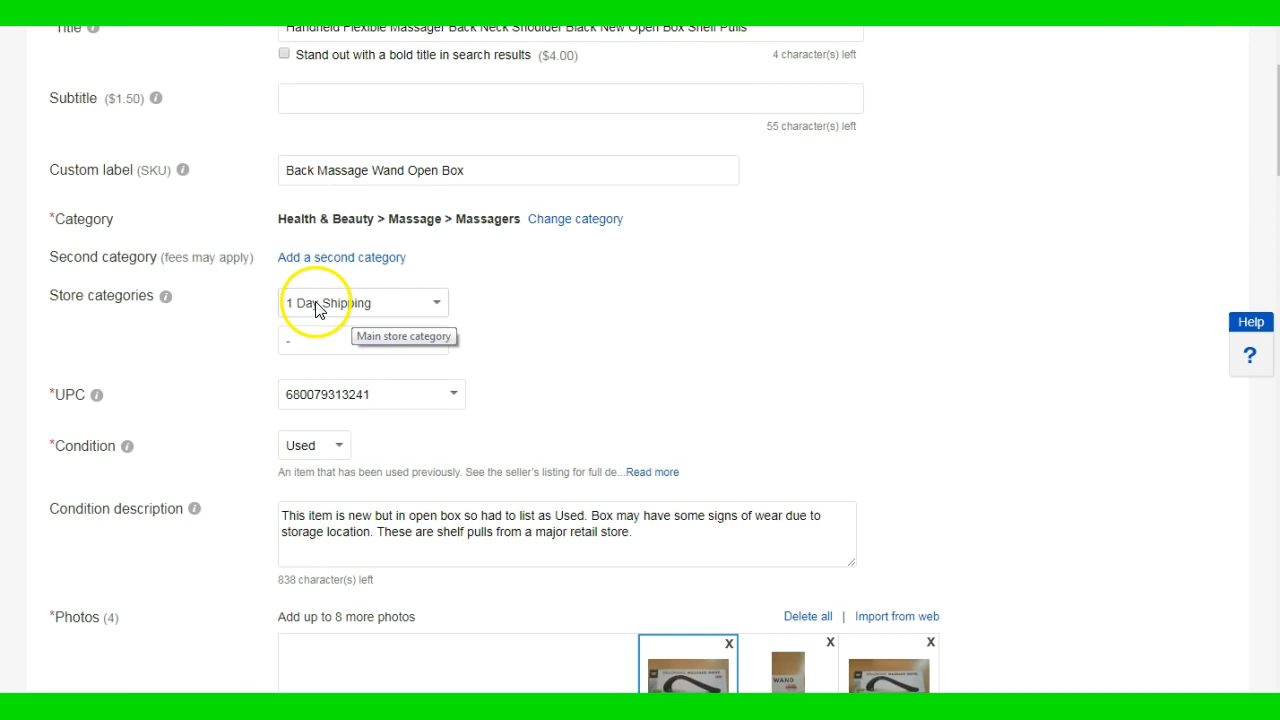 Title
Handheld Flexible Massager Back Neck Shoulder Black New Open Box Shelf Pulls
Stand out with a bold title in search results ($4.00)
4 character(s) left
Subtitle ($1.50)
55 character(s) left
Custom label (SKU)
Back Massage Wand Open Box
*Category
Health & Beauty > Massage > Massagers Change category
Second category (fees may apply)
Add a second category
Store categories
1 Day Shipping
Main store category
-
Help
?
*UPC
680079313241
*Condition
Used
An item that has been used previously. See the seller's listing for full de...Read more
Condition description
This item is new but in open box so had to list as Used. Box may have some signs of wear due to
storage location. These are shelf pulls from a major retail store.
838 character(s) left
*Photos (4)
Add up to 8 more photos
Delete all | Import from web
X
X
X
WAND